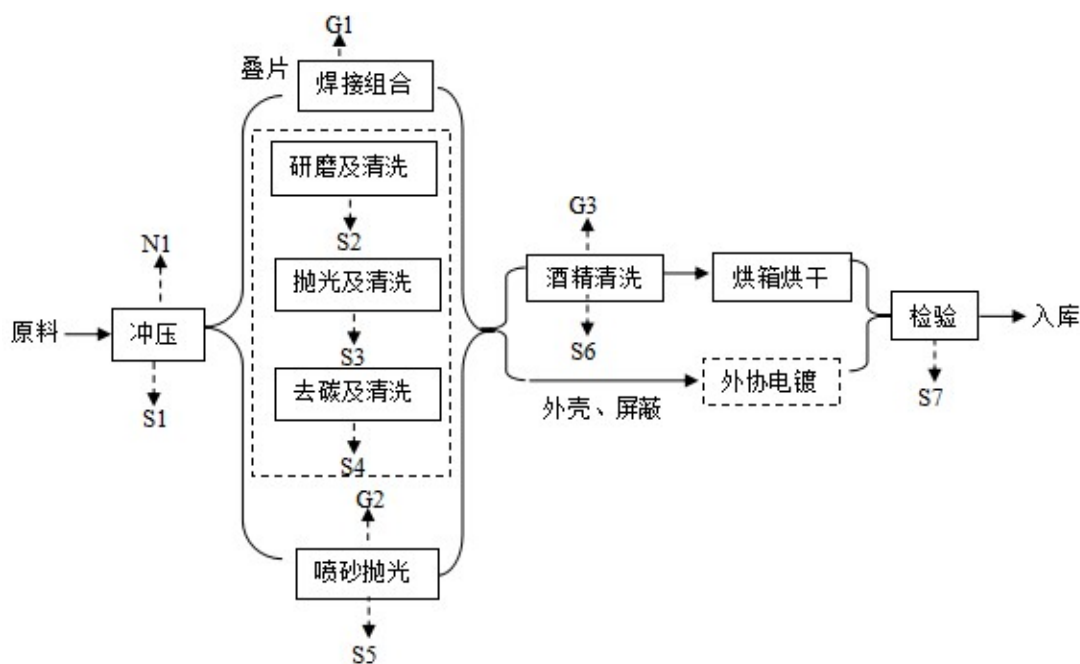 G1
叠片
焊接组合
研磨及清洗
S2
N1
抛光及清洗
S3
原料
冲压
S1
去碳及清洗
S4
G2
喷砂抛光
S5
G3
酒精清洗
烘箱烘干
S6
外协电镀
外壳、屏蔽
检验
入库
S7